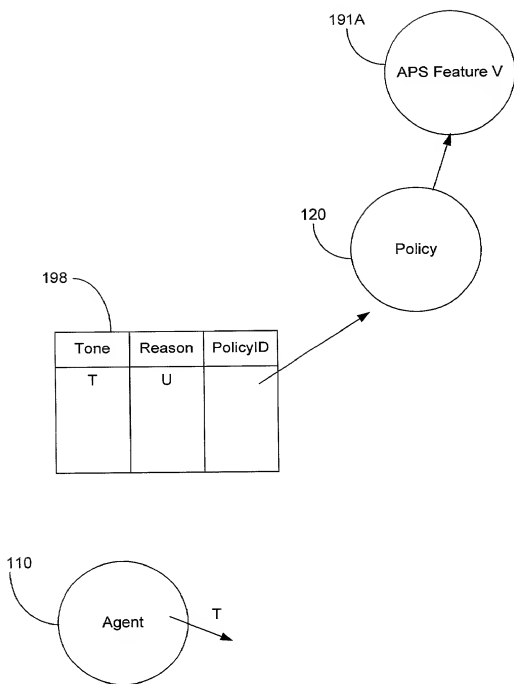 191A
APS Feature V
120
Policy
198
Tone Reason PolicyID
T U
110
Agent
T